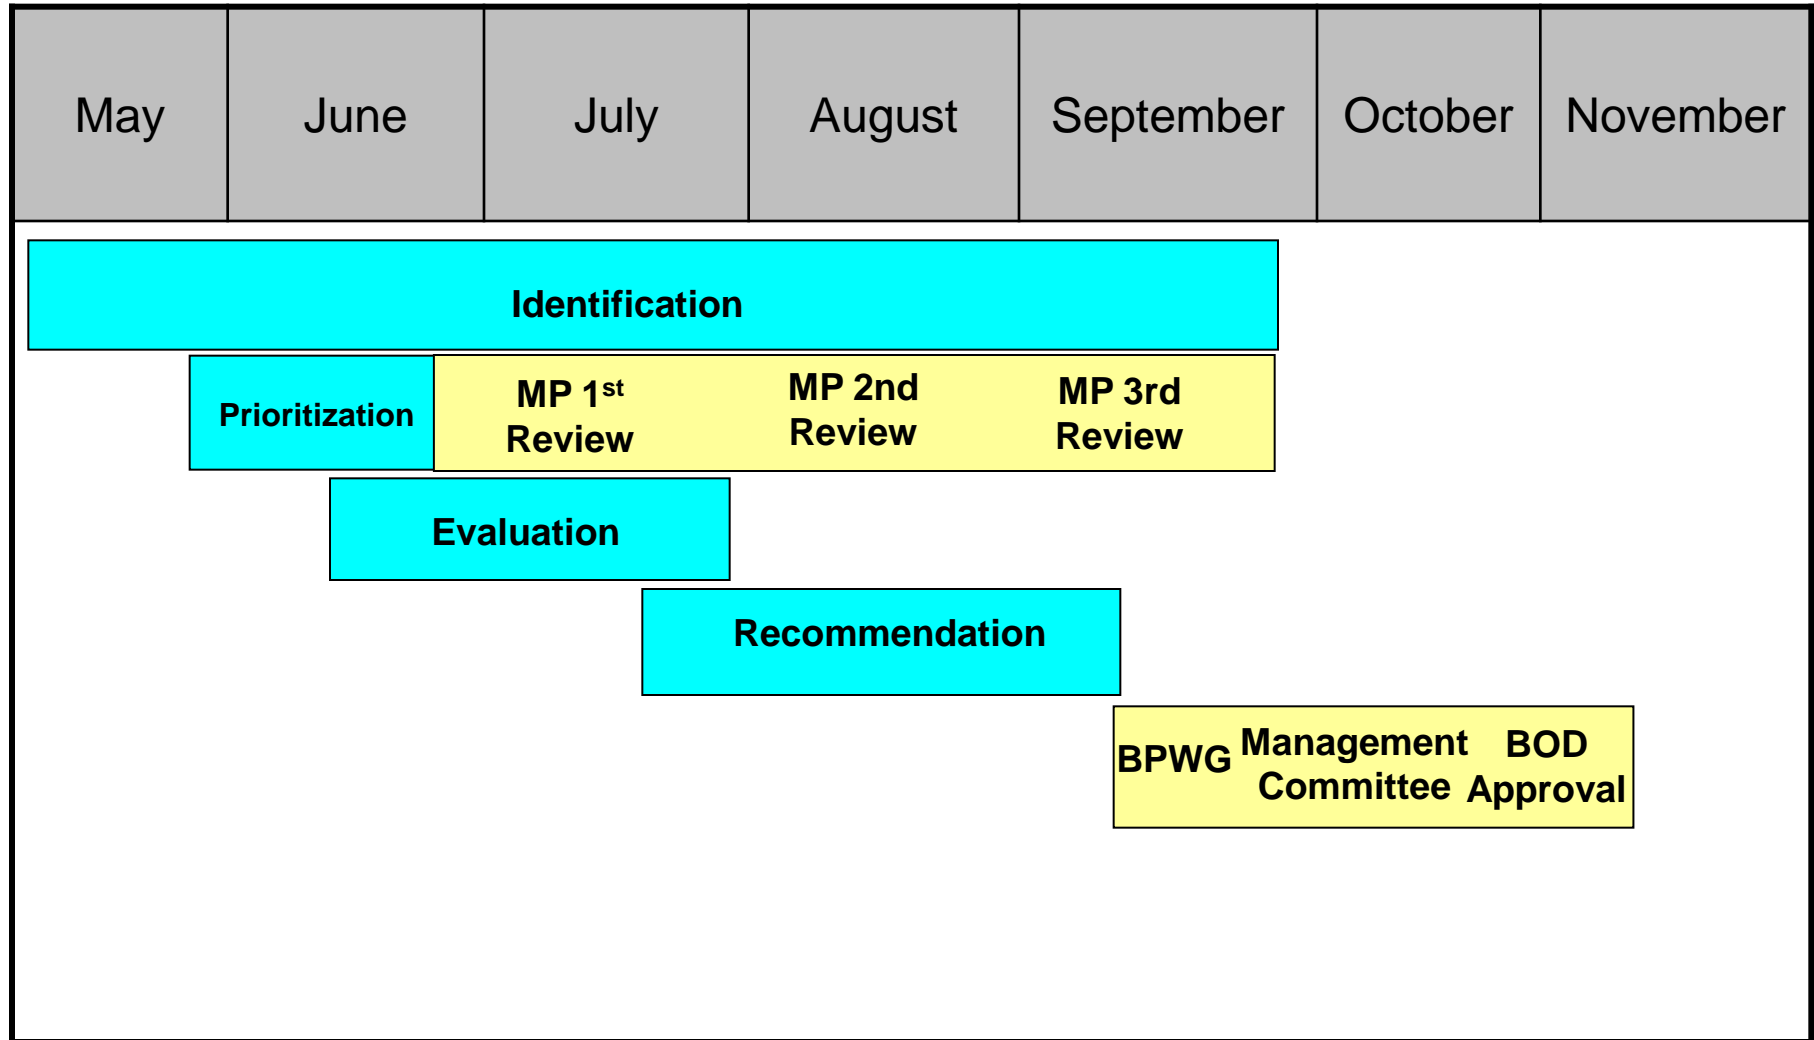 May June July August September October November
Identification
Prioritization
MP 1st
Review
MP 2nd
Review
MP 3rd
Review
Evaluation
Recommendation
BPWG
Management
Committee
BOD
Approval